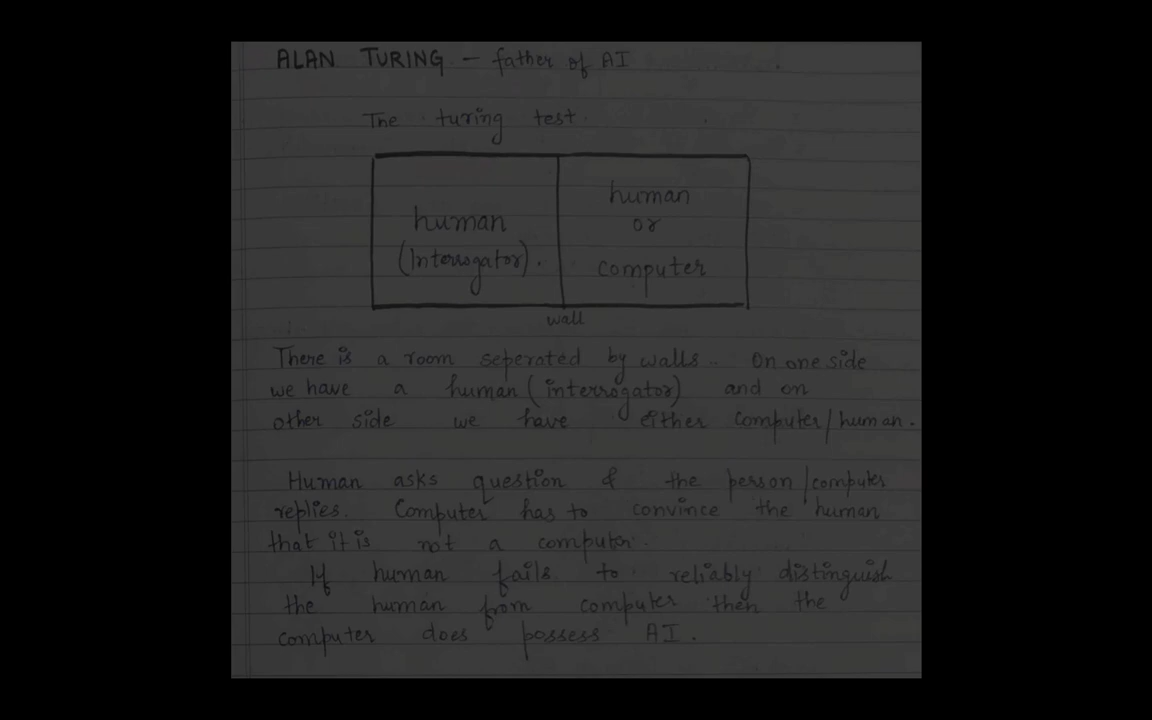 ALAN TURING - father of AI
The turing test.
human
(Interrogator).
human
or
computer
wall
There is a room seperated by walls. On one side
we have a human (interrogator) and on
other side we have either computer/human.
Human asks question & the person/computer
replies. Computer has to convince the human
that it is not a computer.
If human fails to reliably distinguish
the human from computer then the
computer does possess AI.